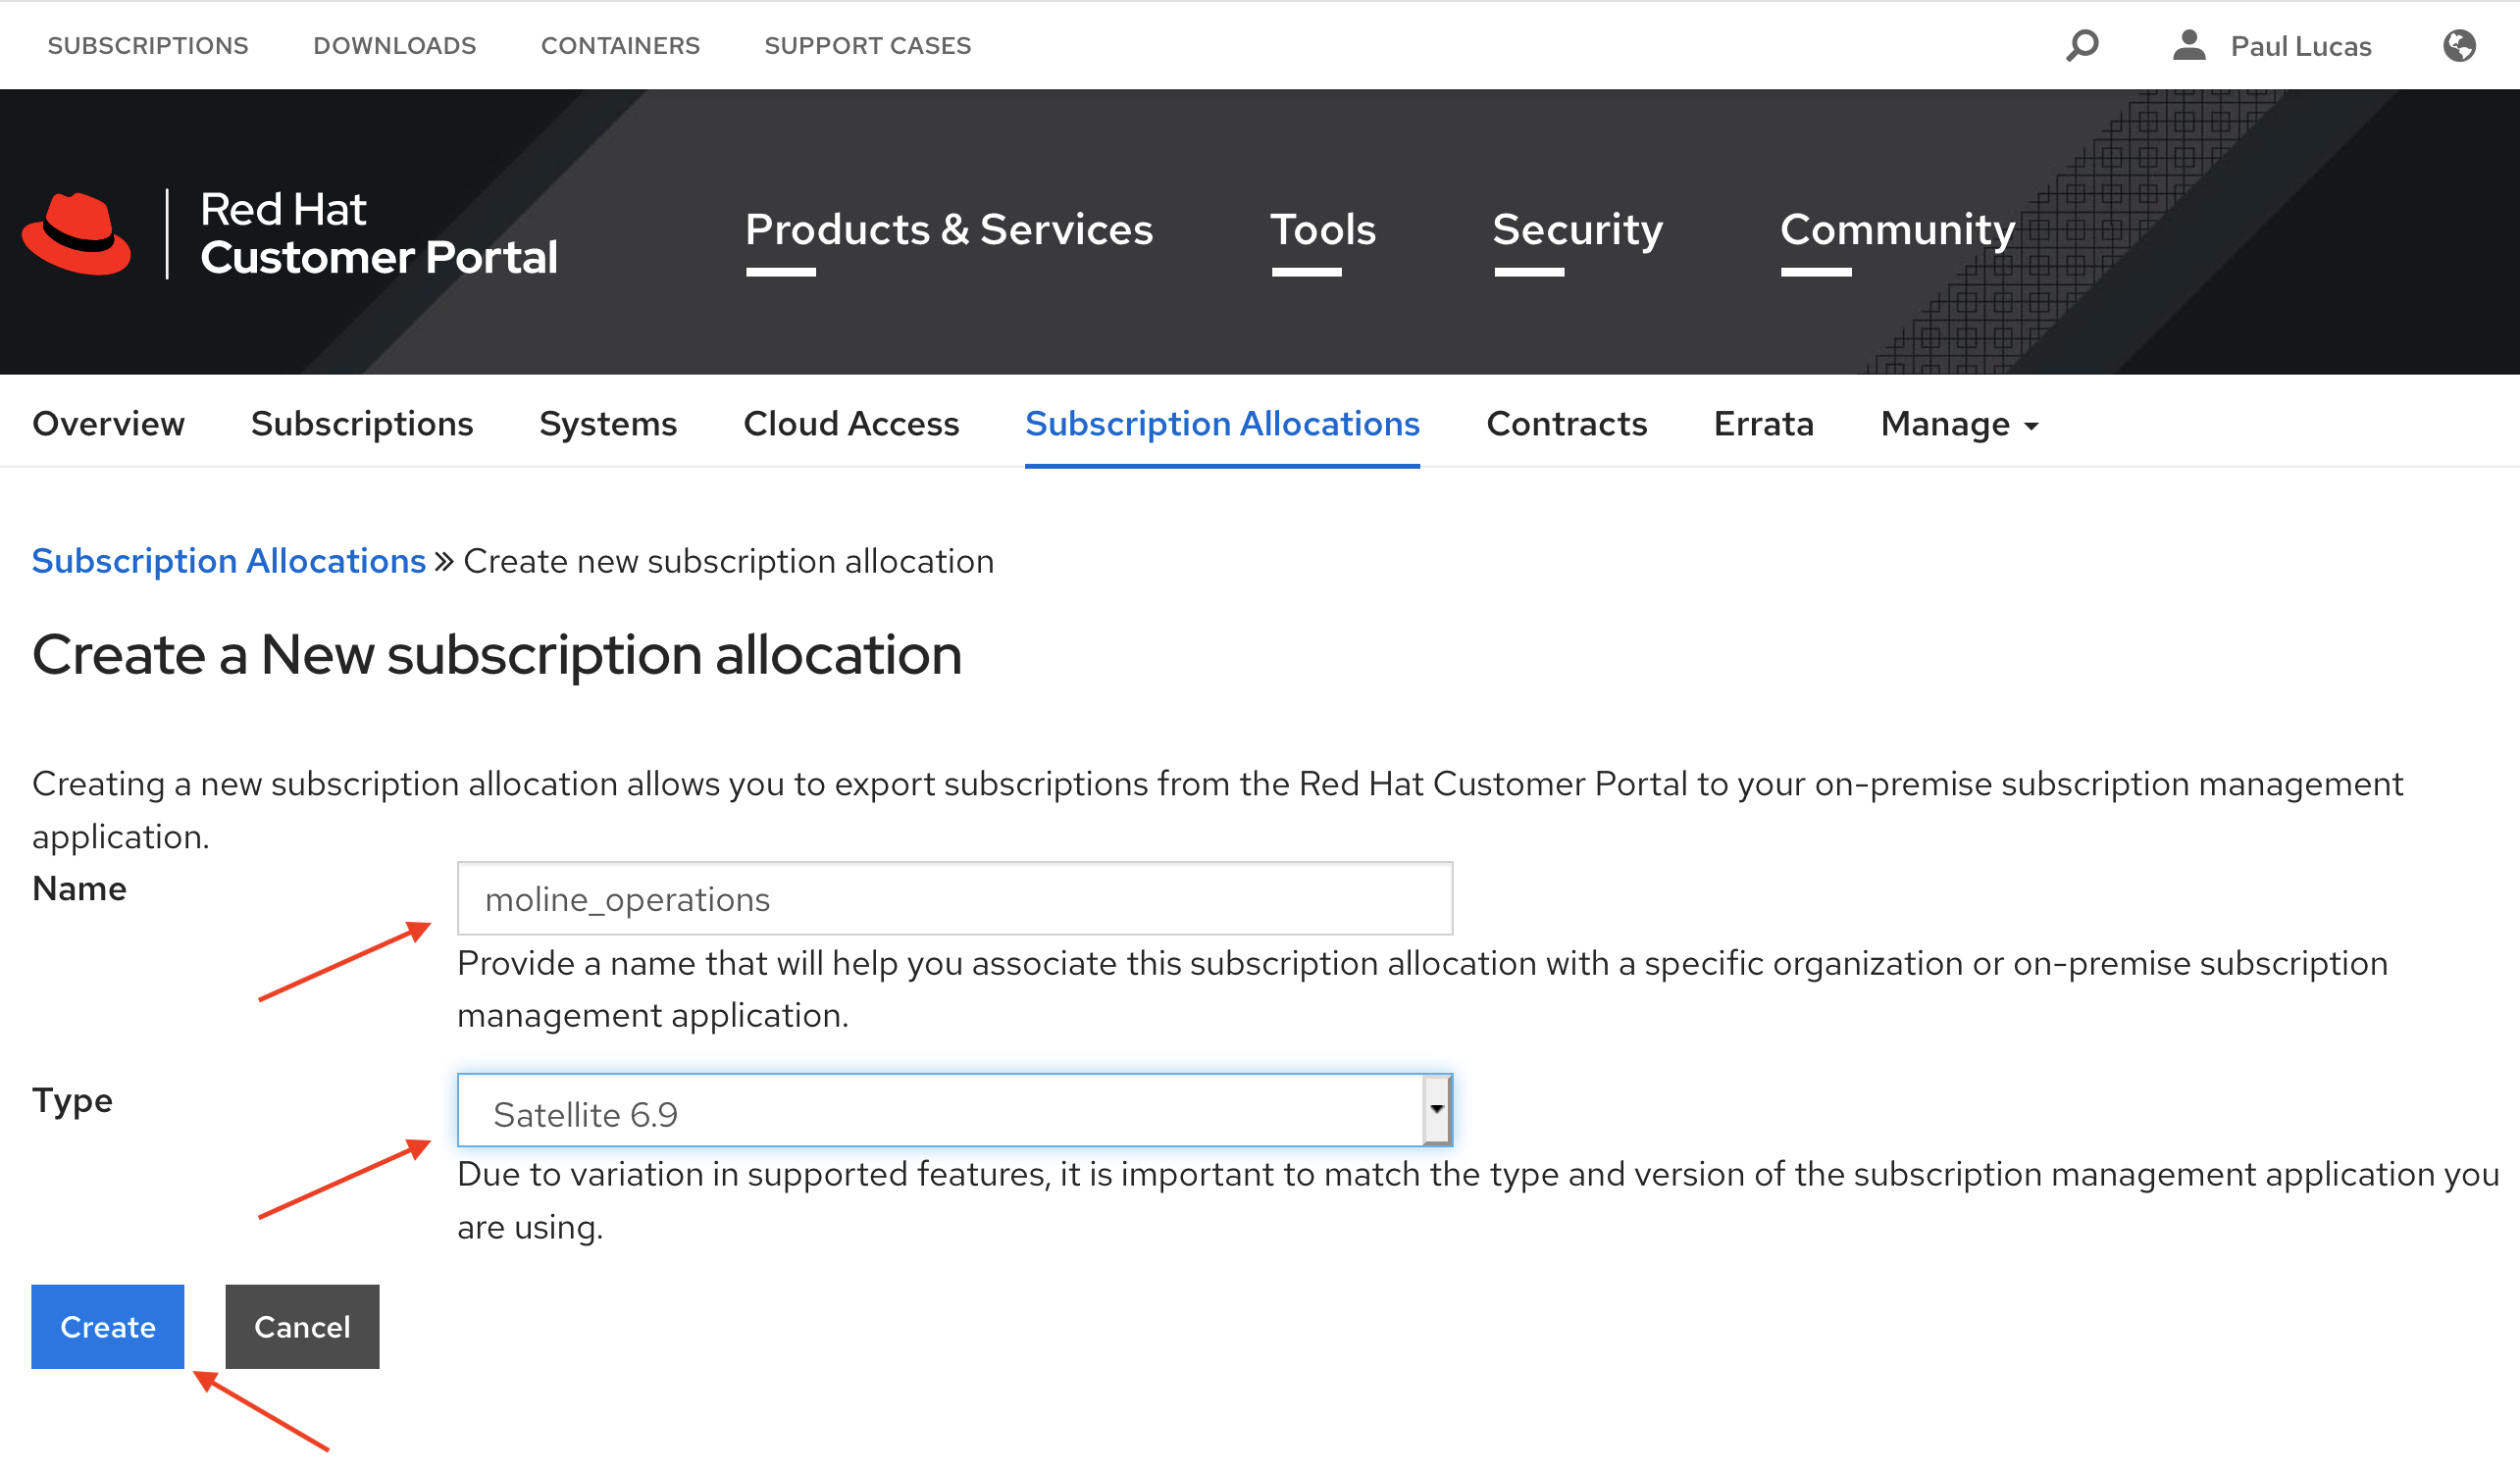 SUBSCRIPTIONS DOWNLOADS CONTAINERS SUPPORT CASES Paul Lucas
Red Hat
Customer Portal
Products & Services Tools Security Community
Overview Subscriptions Systems Cloud Access Subscription Allocations Contracts Errata Manage
Subscription Allocations » Create new subscription allocation
Create a New subscription allocation
Creating a new subscription allocation allows you to export subscriptions from the Red Hat Customer Portal to your on-premise subscription management
application.
Name
moline_operations
Provide a name that will help you associate this subscription allocation with a specific organization or on-premise subscription
management application.
Type
Satellite 6.9
Due to variation in supported features, it is important to match the type and version of the subscription management application you
are using.
Create Cancel